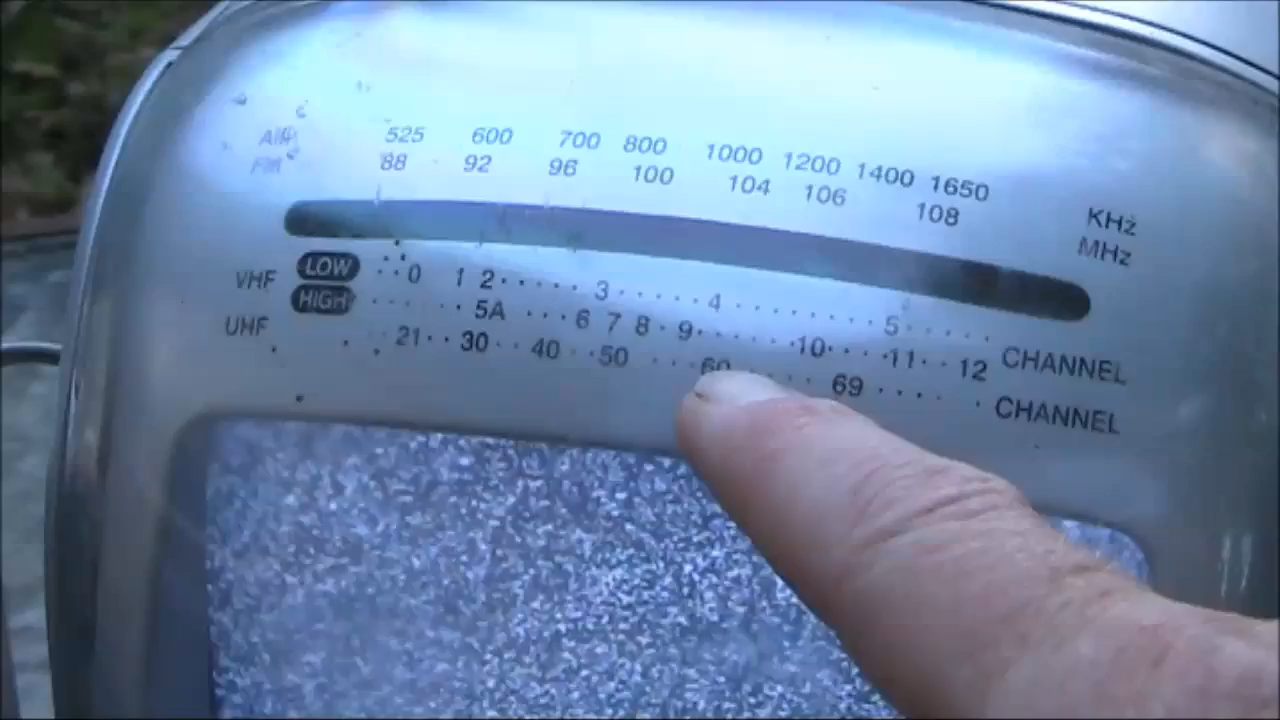 AM 525 600 700 800 1000 1200 1400 1650 KHz
FM 88 92 96 100 104 106 108 MHz
VHF LOW 0 1 2 3 4 5
HIGH 5A 6 7 8 9 10 11 12 CHANNEL
UHF 21 30 40 50 60 69 CHANNEL